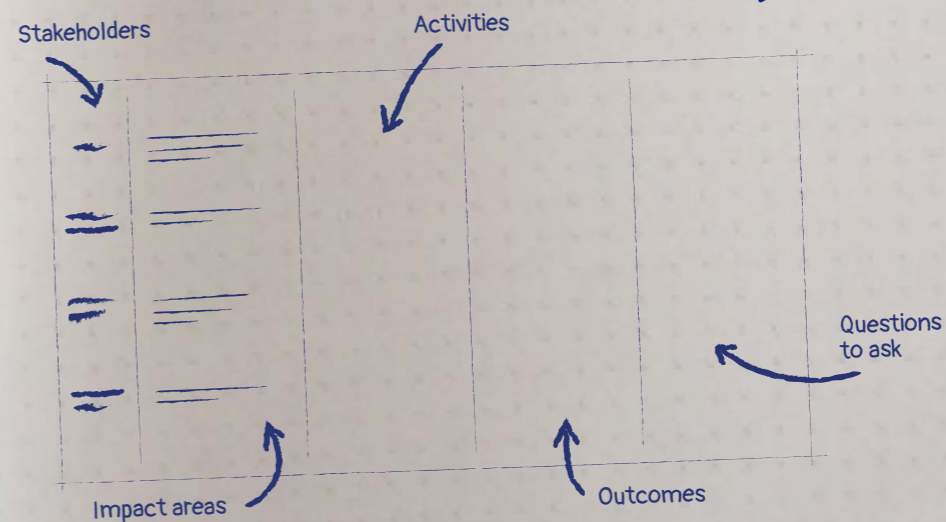 Stakeholders
Activities
Questions
to ask
Impact areas
Outcomes